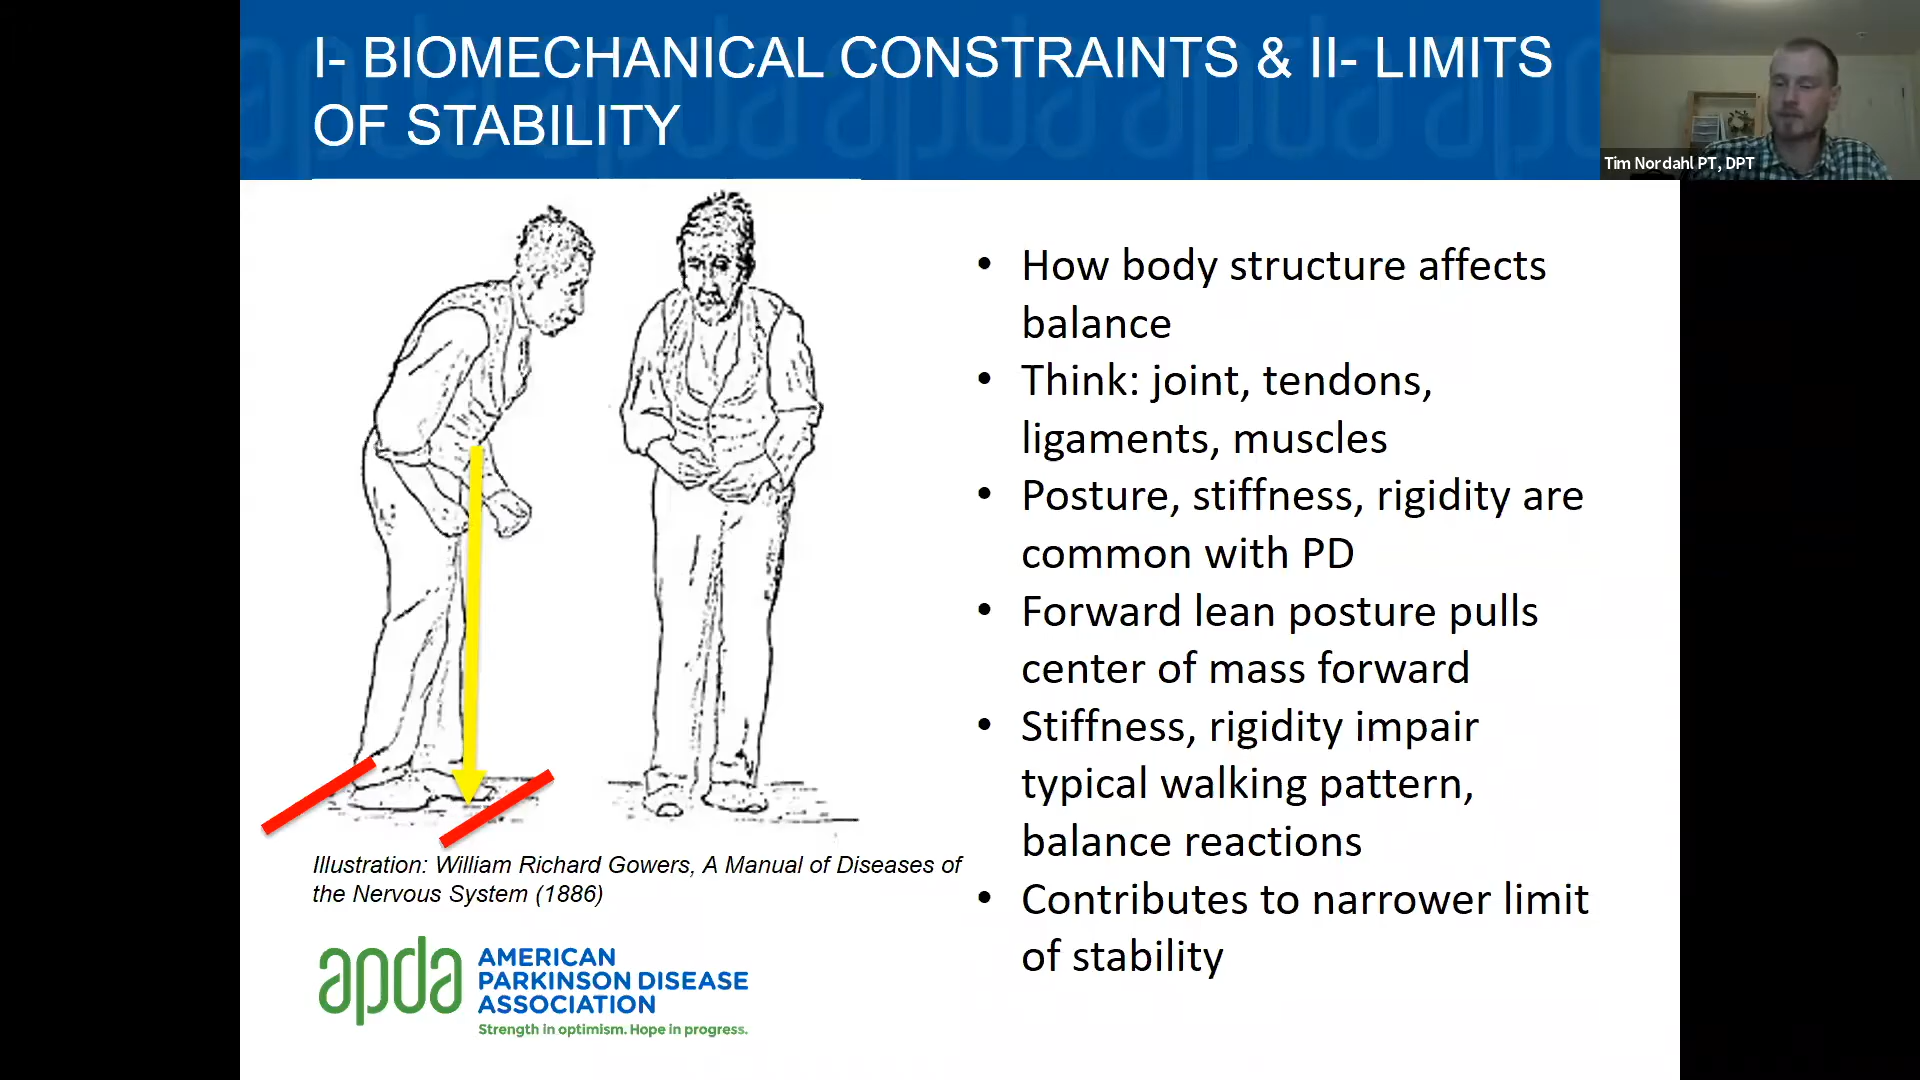 I- BIOMECHANICAL CONSTRAINTS & II- LIMITS
OF STABILITY
Tim Nordahl PT, DPT
• How body structure affects
balance
• Think: joint, tendons,
ligaments, muscles
• Posture, stiffness, rigidity are
common with PD
• Forward lean posture pulls
center of mass forward
• Stiffness, rigidity impair
typical walking pattern,
balance reactions
• Contributes to narrower limit
of stability
Illustration: William Richard Gowers, A Manual of Diseases of
the Nervous System (1886)
apda
AMERICAN
PARKINSON DISEASE
ASSOCIATION
Strength in optimism. Hope in progress.